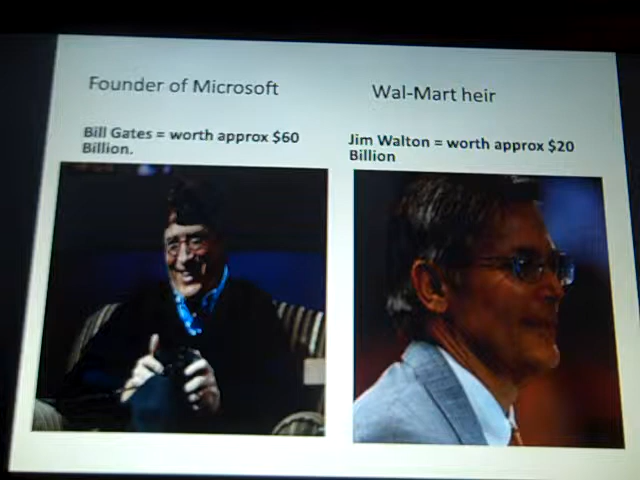 Founder of Microsoft
Bill Gates = worth approx $60
Billion.
Wal-Mart heir
Jim Walton = worth approx $20
Billion